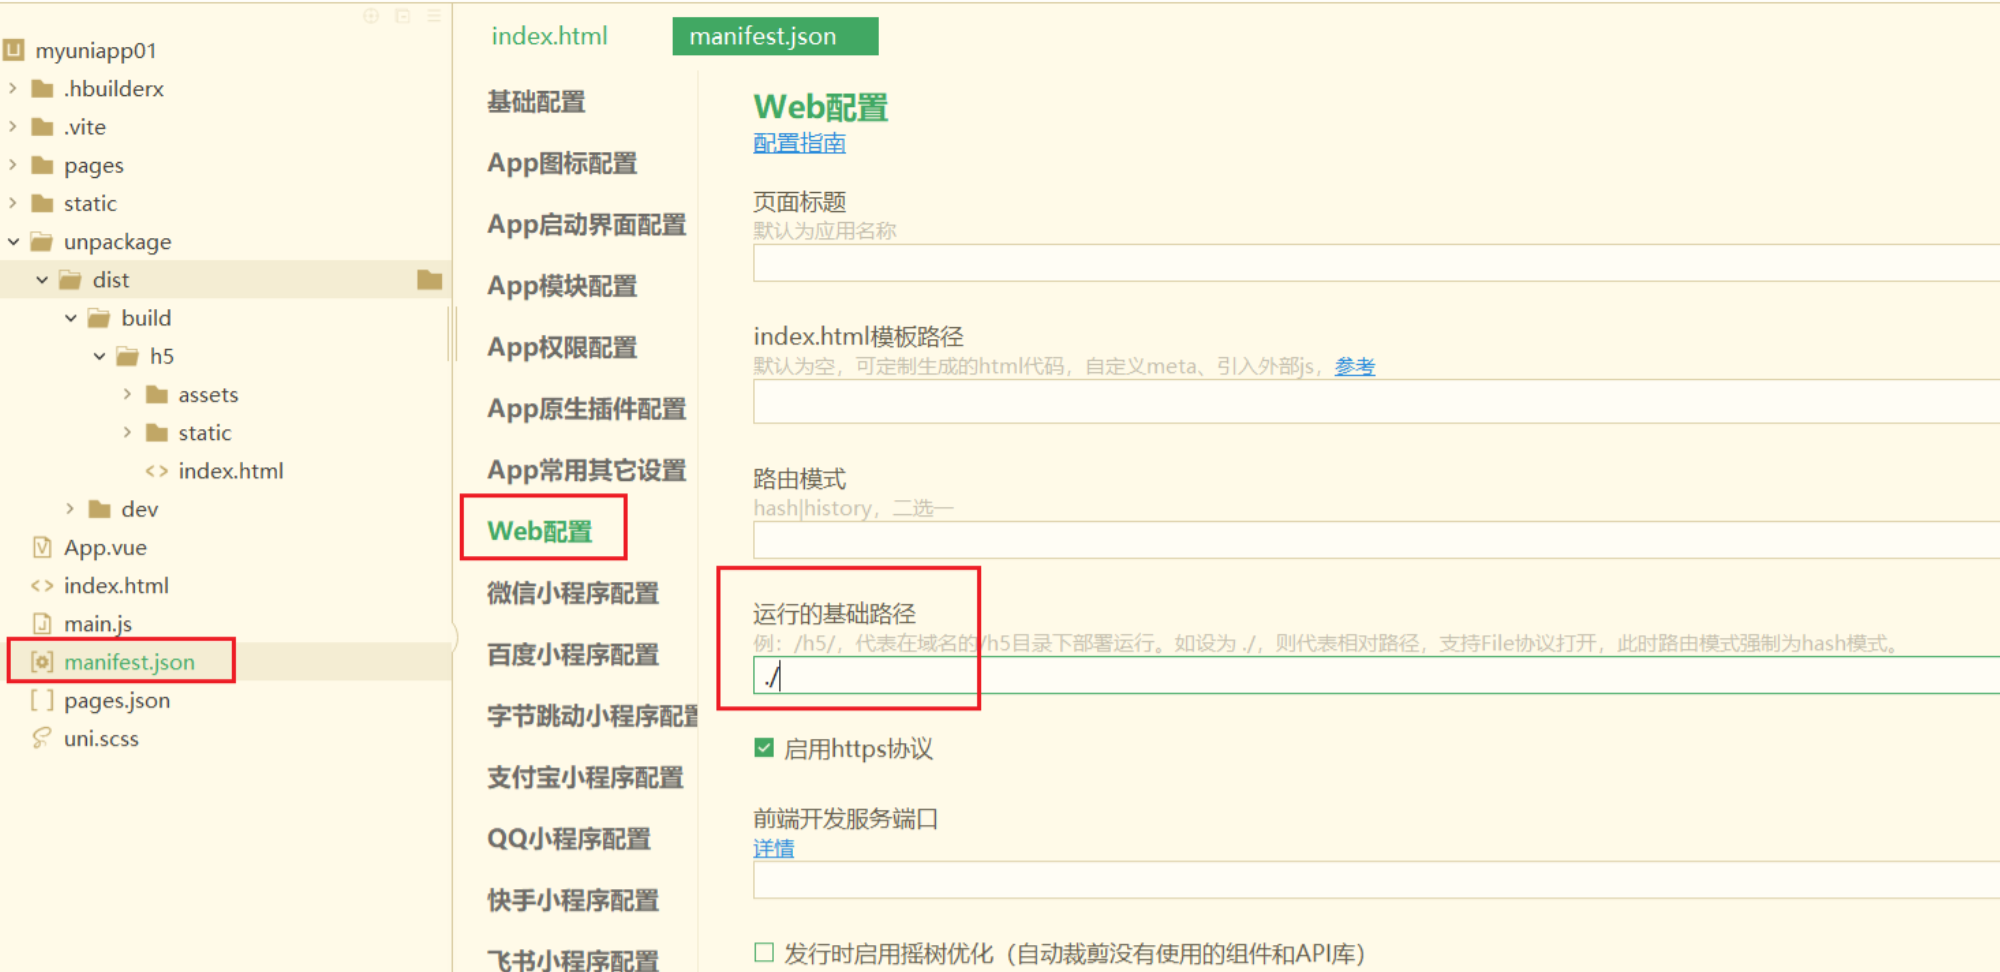 myuniapp01
.hbuilderx
.vite
pages
static
unpackage
dist
build
h5
assets
static
index.html
dev
App.vue
index.html
main.js
manifest.json
pages.json
uni.scss
index.html
manifest.json
基础配置
App图标配置
App启动界面配置
App模块配置
App权限配置
App原生插件配置
App常用其它设置
Web配置
微信小程序配置
百度小程序配置
字节跳动小程序配置
支付宝小程序配置
QQ小程序配置
快手小程序配置
飞书小程序配置
Web配置
配置指南
页面标题
默认为应用名称
index.html模板路径
默认为空，可定制生成的html代码，自定义meta、引入外部js，参考
路由模式
hash|history，二选一
运行的基础路径
例：/h5/，代表在域名的/h5目录下部署运行。如设为 ./，则代表相对路径，支持File协议打开，此时路由模式强制为hash模式。
./
启用https协议
前端开发服务端口
详情
发行时启用摇树优化（自动裁剪没有使用的组件和API库）